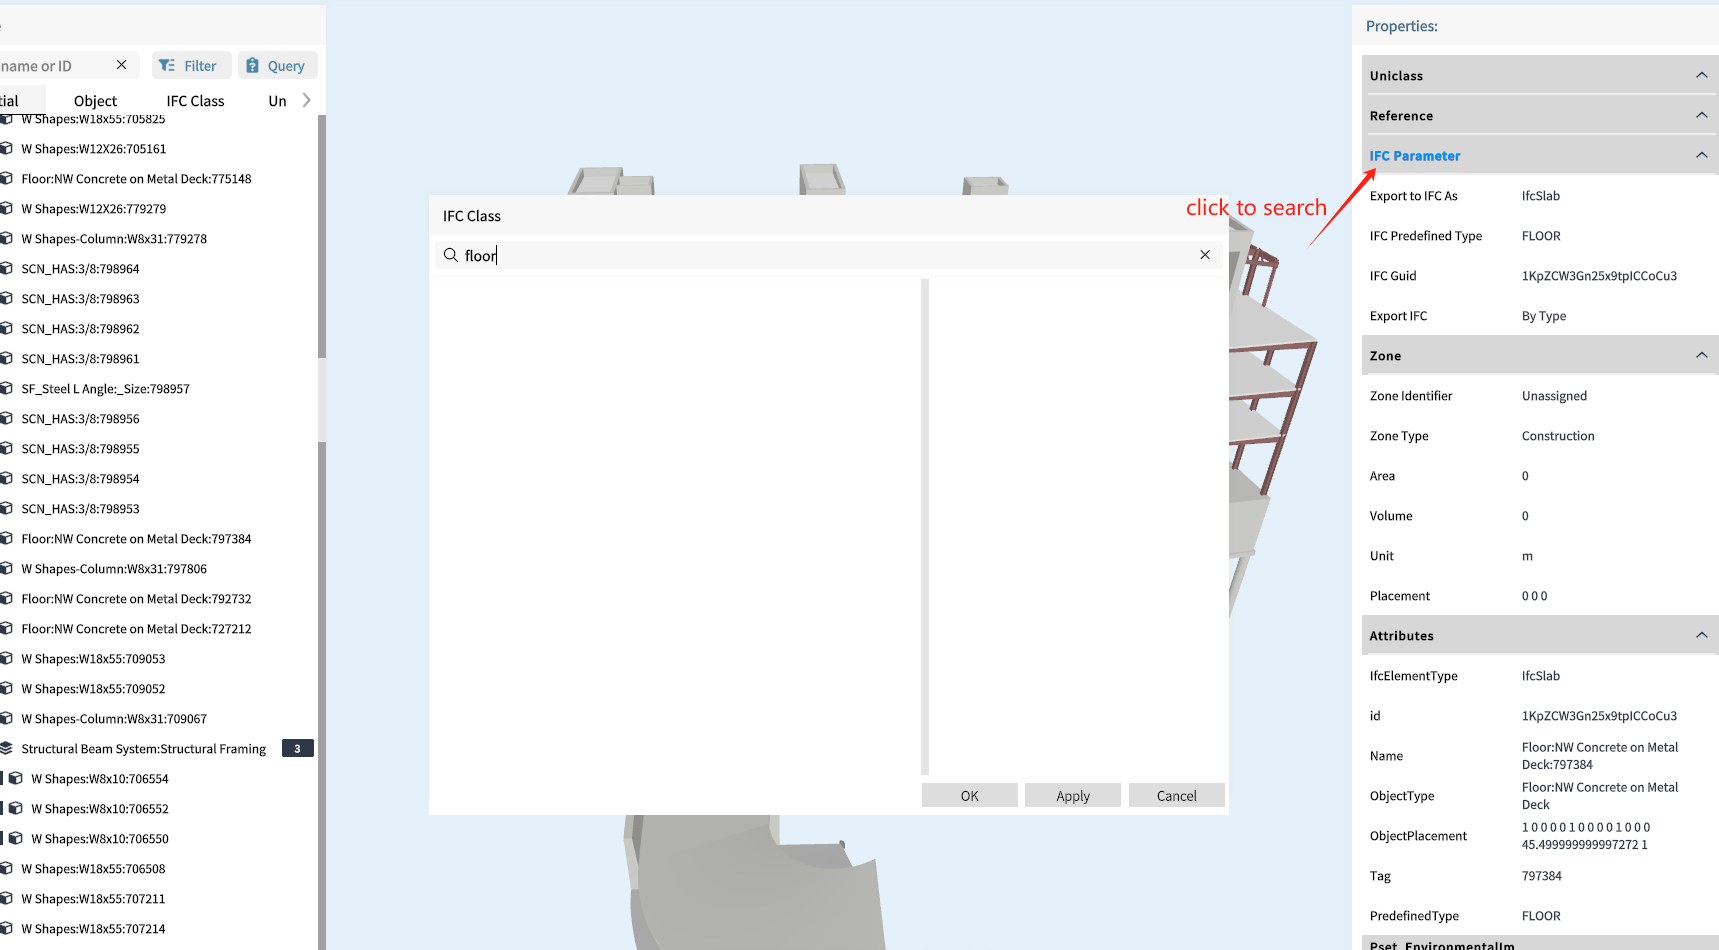 e
name or ID
Filter
Query
tial
Object
IFC Class
Un
W Shapes:W18x55:705825
W Shapes:W12X26:705161
Floor:NW Concrete on Metal Deck:775148
W Shapes:W12X26:779279
W Shapes-Column:W8x31:779278
SCN_HAS:3/8:798964
SCN_HAS:3/8:798963
SCN_HAS:3/8:798962
SCN_HAS:3/8:798961
SF_Steel L Angle:_Size:798957
SCN_HAS:3/8:798956
SCN_HAS:3/8:798955
SCN_HAS:3/8:798954
SCN_HAS:3/8:798953
Floor:NW Concrete on Metal Deck:797384
W Shapes-Column:W8x31:797806
Floor:NW Concrete on Metal Deck:792732
Floor:NW Concrete on Metal Deck:727212
W Shapes:W18x55:709053
W Shapes:W18x55:709052
W Shapes-Column:W8x31:709067
Structural Beam System:Structural Framing 3
W Shapes:W8x10:706554
W Shapes:W8x10:706552
W Shapes:W8x10:706550
W Shapes:W18x55:706508
W Shapes:W18x55:707211
W Shapes:W18x55:707214
IFC Class
floor
OK
Apply
Cancel
click to search
Properties:
Uniclass
Reference
IFC Parameter
Export to IFC As IfcSlab
IFC Predefined Type FLOOR
IFC Guid 1KpZCW3Gn25x9tpICCoCu3
Export IFC By Type
Zone
Zone Identifier Unassigned
Zone Type Construction
Area 0
Volume 0
Unit m
Placement 0 0 0
Attributes
IfcElementType IfcSlab
id 1KpZCW3Gn25x9tpICCoCu3
Name Floor:NW Concrete on Metal
Deck:797384
ObjectType Floor:NW Concrete on Metal
Deck
ObjectPlacement 1 0 0 0 0 1 0 0 0 0 1 0 0 0
45.499999999997272 1
Tag 797384
PredefinedType FLOOR
Pset_EnvironmentalIm